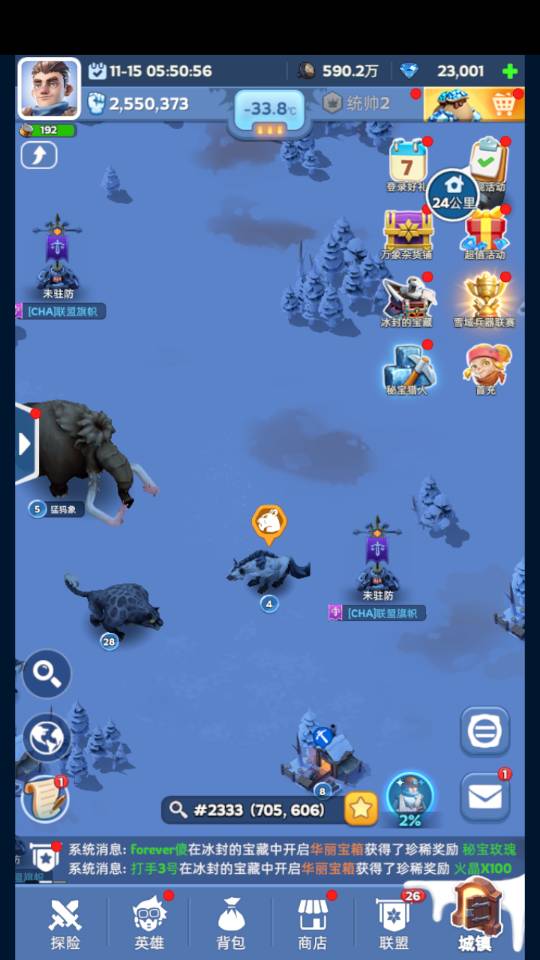 11-15 05:50:56
590.2万
23,001
2,550,373
-33.8℃
统帅2
192
7
登录好礼
活动
24公里
万象杂货铺
超值活动
未驻防
[CHA]联盟旗帜
冰封的宝藏
雪域兵器联赛
秘宝猎人
首充
5 猛犸象
4
未驻防
[CHA]联盟旗帜
28
8
1
#2333 (705, 606)
2%
1
系统消息: forever傻在冰封的宝藏中开启华丽宝箱获得了珍稀奖励 秘宝玫瑰
系统消息: 打手3号在冰封的宝藏中开启华丽宝箱获得了珍稀奖励 火晶X100
26
探险
英雄
背包
商店
联盟
城镇